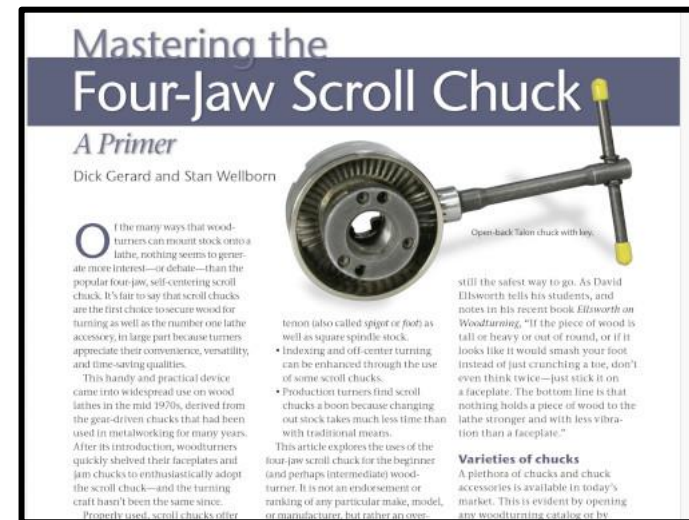 Mastering the
Four-Jaw Scroll Chuck
A Primer
Dick Gerard and Stan Wellborn
Open-back Talon chuck with key.
Of the many ways that wood-
turners can mount stock onto a
lathe, nothing seems to gener-
ate more interest—or debate—than the
popular four-jaw, self-centering scroll
chuck. It's fair to say that scroll chucks
are the first choice to secure wood for
turning as well as the number one lathe
accessory, in large part because turners
appreciate their convenience, versatility,
and time-saving qualities.
This handy and practical device
came into widespread use on wood
lathes in the mid 1970s, derived from
the gear-driven chucks that had been
used in metalworking for many years.
After its introduction, woodturners
quickly shelved their faceplates and
jam chucks to enthusiastically adopt
the scroll chuck—and the turning
craft hasn't been the same since.
Properly used, scroll chucks offer
tenon (also called spigot or foot) as
well as square spindle stock.
• Indexing and off-center turning
can be enhanced through the use
of some scroll chucks.
• Production turners find scroll
chucks a boon because changing
out stock takes much less time than
with traditional means.
This article explores the uses of the
four-jaw scroll chuck for the beginner
(and perhaps intermediate) wood-
turner. It is not an endorsement or
ranking of any particular make, model,
or manufacturer, but rather an over-
still the safest way to go. As David
Ellsworth tells his students, and
notes in his recent book Ellsworth on
Woodturning, "If the piece of wood is
tall or heavy or out of round, or if it
looks like it would smash your foot
instead of just crunching a toe, don't
even think twice—just stick it on
a faceplate. The bottom line is that
nothing holds a piece of wood to the
lathe stronger and with less vibra-
tion than a faceplate."
Varieties of chucks
A plethora of chucks and chuck
accessories is available in today's
market. This is evident by opening
any woodturning catalog or by